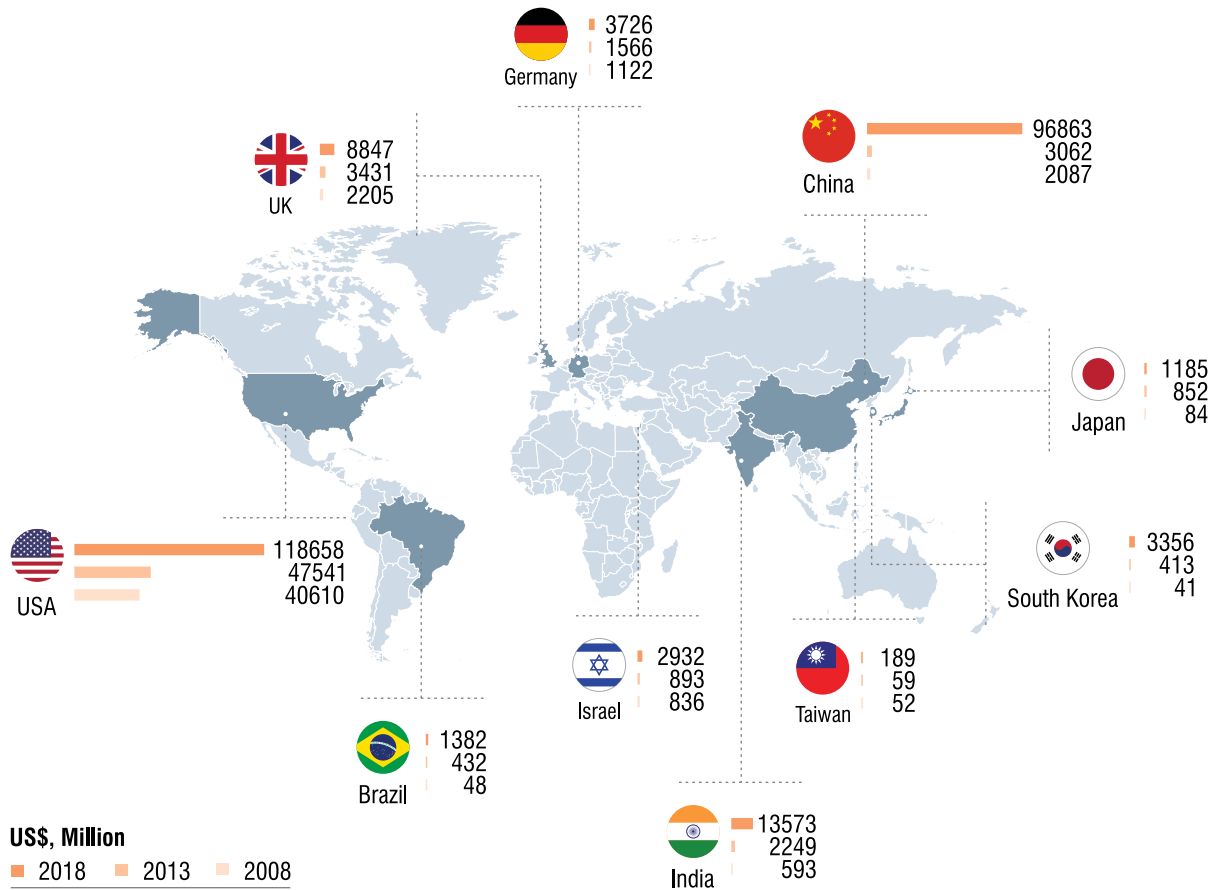 Germany
3726
1566
1122
UK
8847
3431
2205
China
96863
3062
2087
Japan
1185
852
84
USA
118658
47541
40610
South Korea
3356
413
41
Israel
2932
893
836
Taiwan
189
59
52
Brazil
1382
432
48
India
13573
2249
593
US$, Million
2018 2013 2008